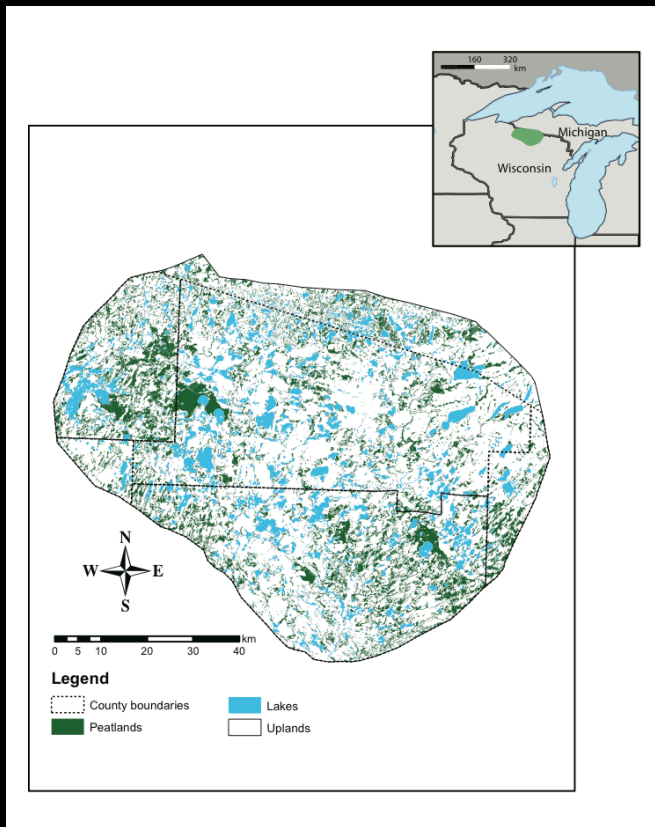 160 320
km
Michigan
Wisconsin
N
W E
S
km
0 5 10 20 30 40
Legend
County boundaries Lakes
Peatlands Uplands